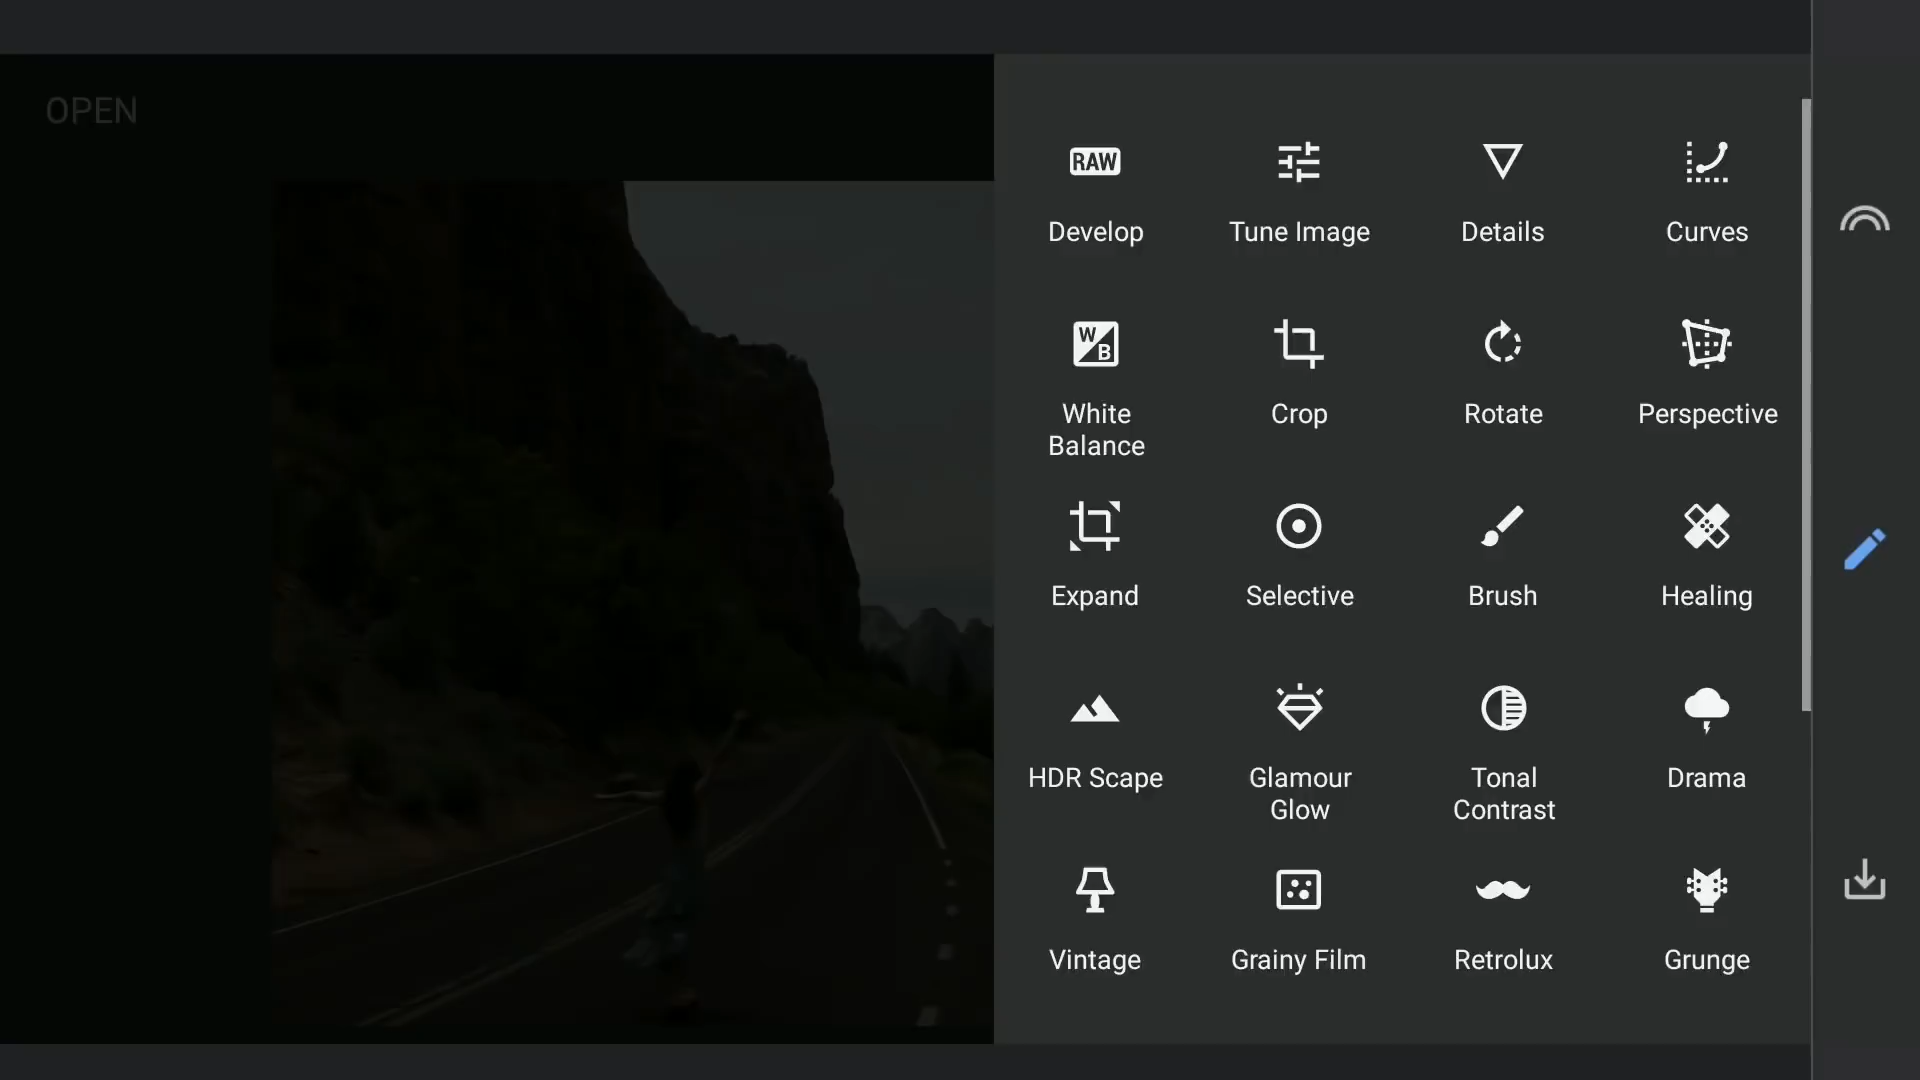 OPEN
RAW
Develop
Tune Image
Details
Curves
W
B
White
Balance
Crop
Rotate
Perspective
Expand
Selective
Brush
Healing
HDR Scape
Glamour
Glow
Tonal
Contrast
Drama
Vintage
Grainy Film
Retrolux
Grunge